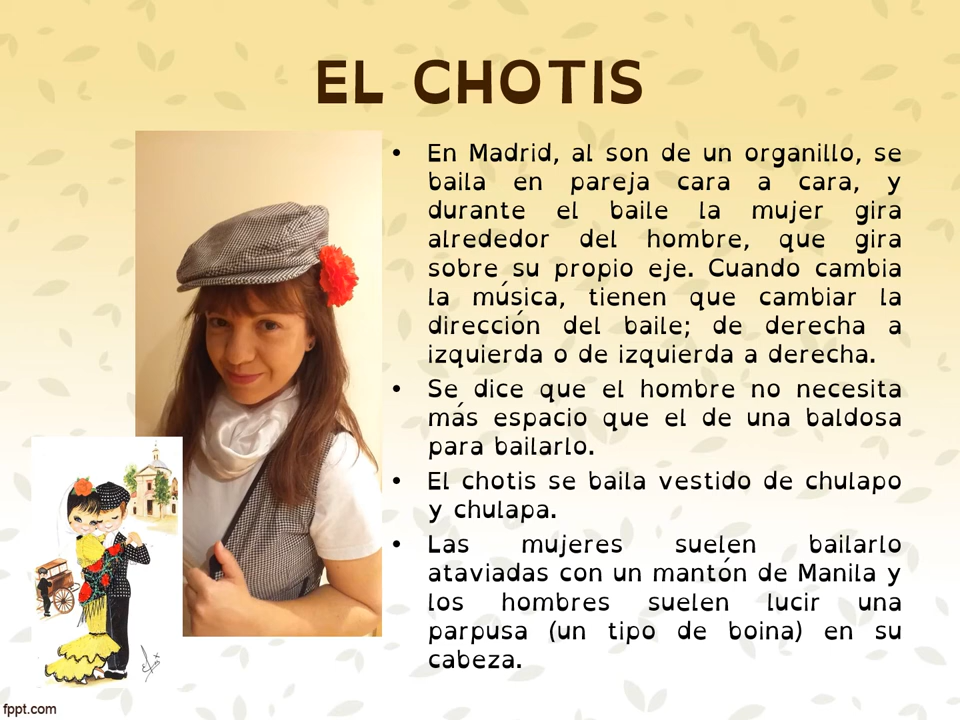 EL CHOTIS
• En Madrid, al son de un organillo, se
baila en pareja cara a cara, y
durante el baile la mujer gira
alrededor del hombre, que gira
sobre su propio eje. Cuando cambia
la música, tienen que cambiar la
dirección del baile; de derecha a
izquierda o de izquierda a derecha.
• Se dice que el hombre no necesita
más espacio que el de una baldosa
para bailarlo.
• El chotis se baila vestido de chulapo
y chulapa.
• Las mujeres suelen bailarlo
ataviadas con un mantón de Manila y
los hombres suelen lucir una
parpusa (un tipo de boina) en su
cabeza.
fppt.com